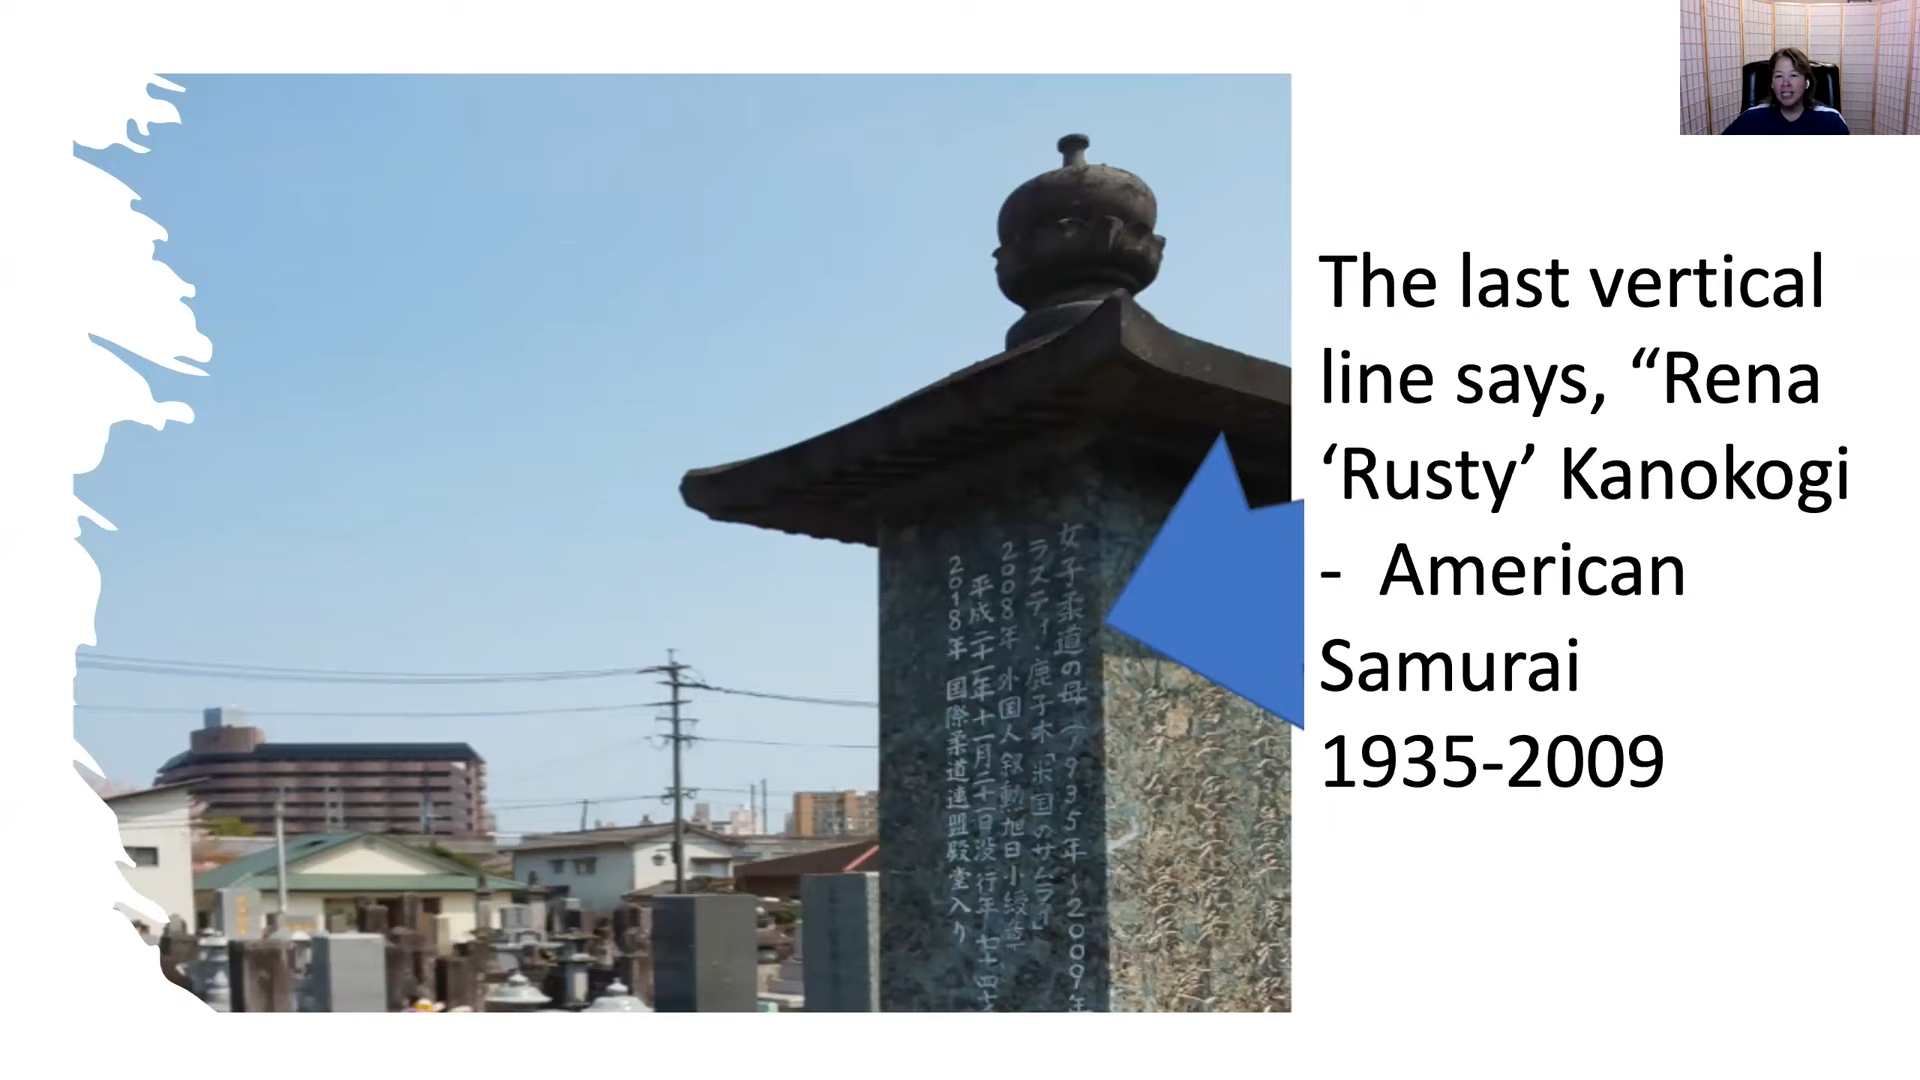 女子柔道の母(1935年~2009年
ラスティ・鹿子木「米国のサムライ」
2008年 外国人叙勲旭日小綬章
平成二十一年十一月二十一日没 行年 七十四才
2018年 国際柔道連盟殿堂入り
The last vertical
line says, “Rena
‘Rusty’ Kanokogi
- American
Samurai
1935-2009